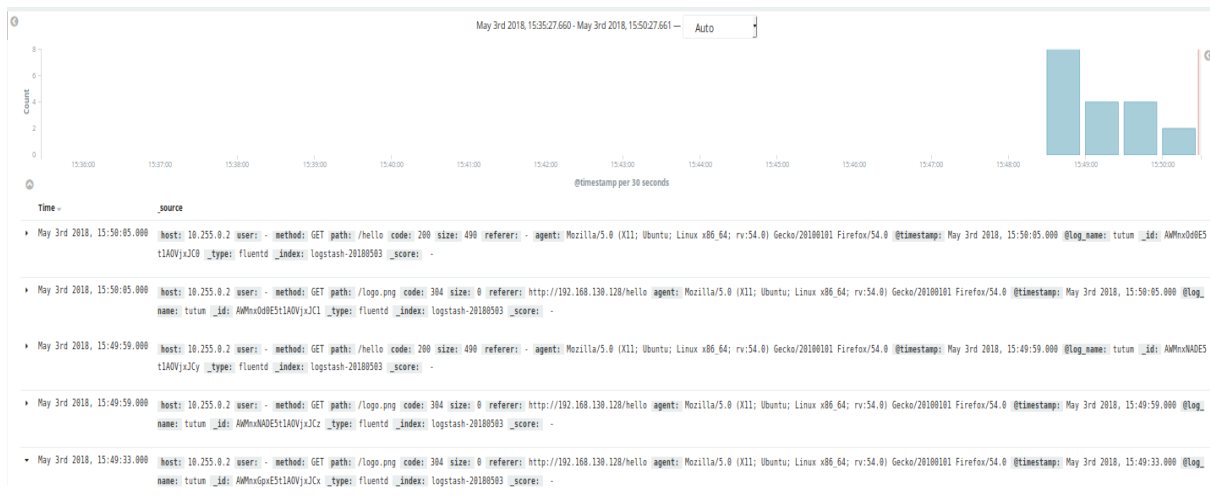 May 3rd 2018, 15:35:27.660 - May 3rd 2018, 15:50:27.661 — Auto
8
6
4
2
0
Count
15:36:00 15:37:00 15:38:00 15:39:00 15:40:00 15:41:00 15:42:00 15:43:00 15:44:00 15:45:00 15:46:00 15:47:00 15:48:00 15:49:00 15:50:00
@timestamp per 30 seconds
Time _source
May 3rd 2018, 15:50:05.000 host: 10.255.0.2 user: - method: GET path: /hello code: 200 size: 490 referer: - agent: Mozilla/5.0 (X11; Ubuntu; Linux x86_64; rv:54.0) Gecko/20100101 Firefox/54.0 @timestamp: May 3rd 2018, 15:50:05.000 @log_name: tutum _id: AWMnxOd0E5
t1AOVjxJC0 _type: fluentd _index: logstash-20180503 _score: -
May 3rd 2018, 15:50:05.000 host: 10.255.0.2 user: - method: GET path: /logo.png code: 304 size: 0 referer: http://192.168.130.128/hello agent: Mozilla/5.0 (X11; Ubuntu; Linux x86_64; rv:54.0) Gecko/20100101 Firefox/54.0 @timestamp: May 3rd 2018, 15:50:05.000 @log_
name: tutum _id: AWMnxOd0E5t1AOVjxJC1 _type: fluentd _index: logstash-20180503 _score: -
May 3rd 2018, 15:49:59.000 host: 10.255.0.2 user: - method: GET path: /hello code: 200 size: 490 referer: - agent: Mozilla/5.0 (X11; Ubuntu; Linux x86_64; rv:54.0) Gecko/20100101 Firefox/54.0 @timestamp: May 3rd 2018, 15:49:59.000 @log_name: tutum _id: AWMnxNADE5
t1AOVjxJCy _type: fluentd _index: logstash-20180503 _score: -
May 3rd 2018, 15:49:59.000 host: 10.255.0.2 user: - method: GET path: /logo.png code: 304 size: 0 referer: http://192.168.130.128/hello agent: Mozilla/5.0 (X11; Ubuntu; Linux x86_64; rv:54.0) Gecko/20100101 Firefox/54.0 @timestamp: May 3rd 2018, 15:49:59.000 @log_
name: tutum _id: AWMnxNADE5t1AOVjxJCz _type: fluentd _index: logstash-20180503 _score: -
May 3rd 2018, 15:49:33.000 host: 10.255.0.2 user: - method: GET path: /logo.png code: 304 size: 0 referer: http://192.168.130.128/hello agent: Mozilla/5.0 (X11; Ubuntu; Linux x86_64; rv:54.0) Gecko/20100101 Firefox/54.0 @timestamp: May 3rd 2018, 15:49:33.000 @log_
name: tutum _id: AWMnxGpxE5t1AOVjxJCx _type: fluentd _index: logstash-20180503 _score: -